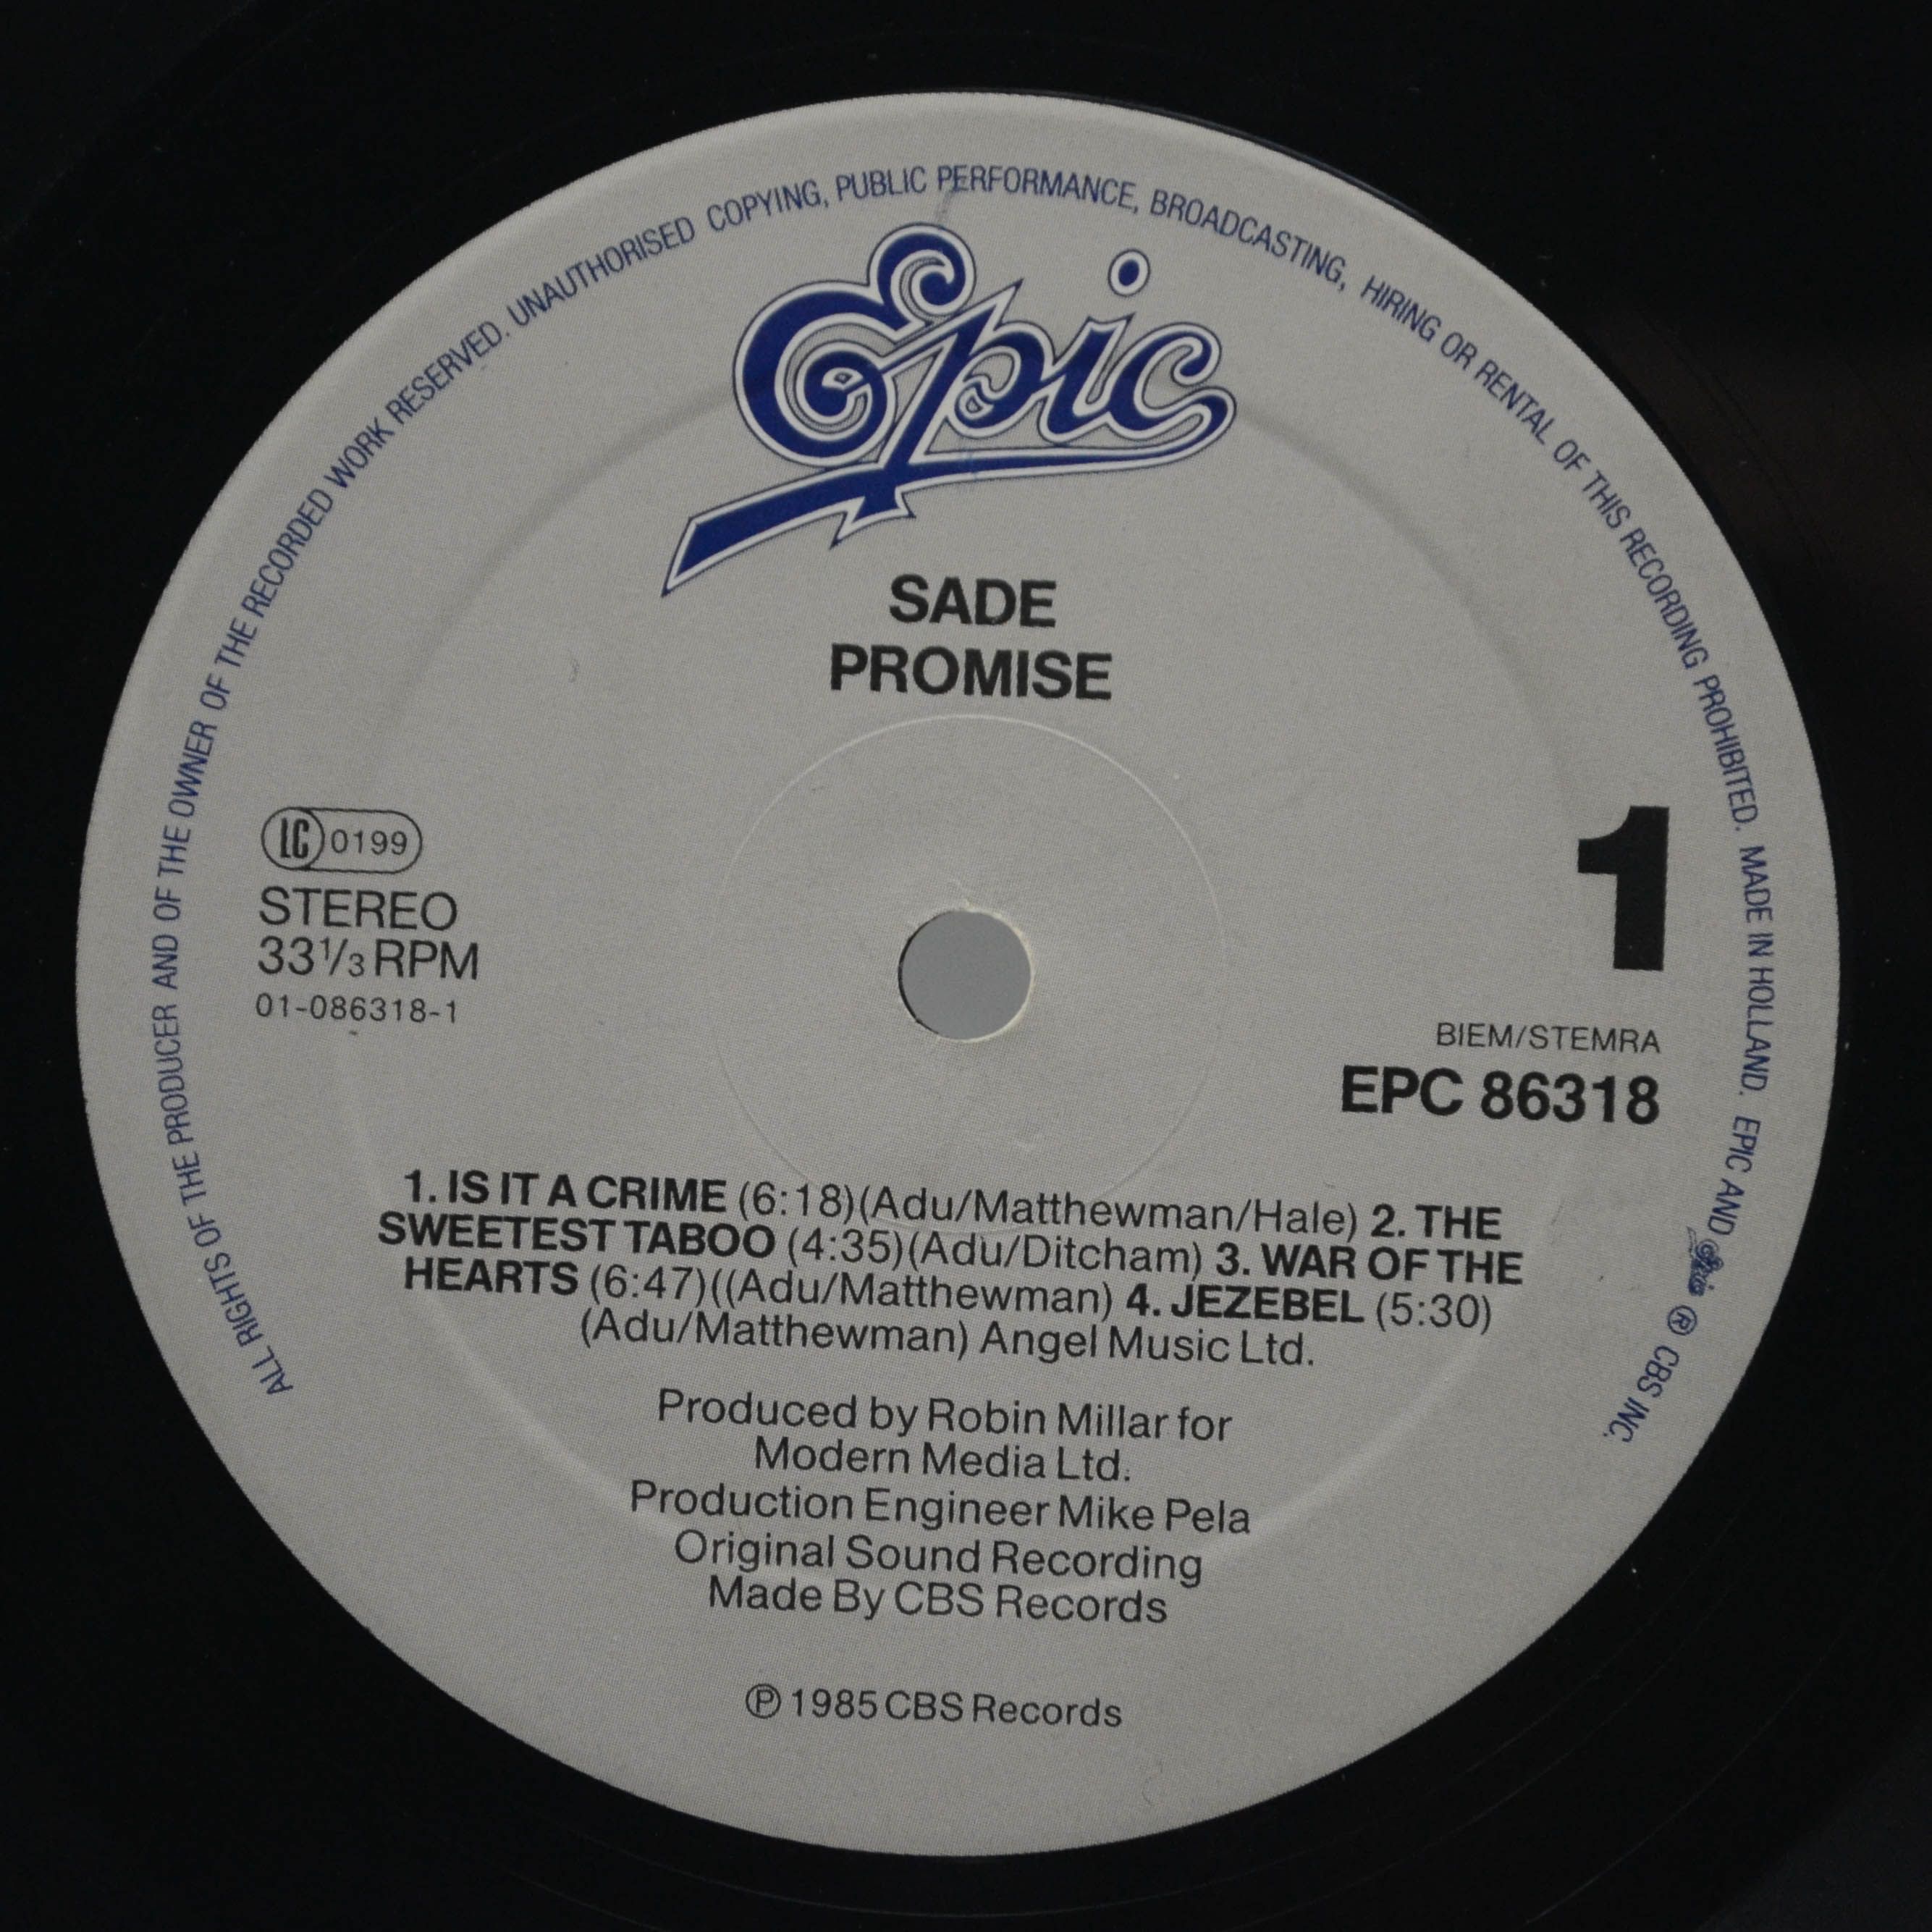 ALL RIGHTS OF THE PRODUCER AND OF THE OWNER OF THE RECORDED WORK RESERVED. UNAUTHORISED COPYING, PUBLIC PERFORMANCE, BROADCASTING, HIRING OR RENTAL OF THIS RECORDING PROHIBITED. MADE IN HOLLAND. EPIC AND Epic ® CBS INC.
Epic
SADE
PROMISE
LC 0199
STEREO
33⅓ RPM
01-086318-1
1
BIEM/STEMRA
EPC 86318
1. IS IT A CRIME (6:18)(Adu/Matthewman/Hale) 2. THE
SWEETEST TABOO (4:35)(Adu/Ditcham) 3. WAR OF THE
HEARTS (6:47)((Adu/Matthewman) 4. JEZEBEL (5:30)
(Adu/Matthewman) Angel Music Ltd.
Produced by Robin Millar for
Modern Media Ltd.
Production Engineer Mike Pela
Original Sound Recording
Made By CBS Records
℗ 1985 CBS Records